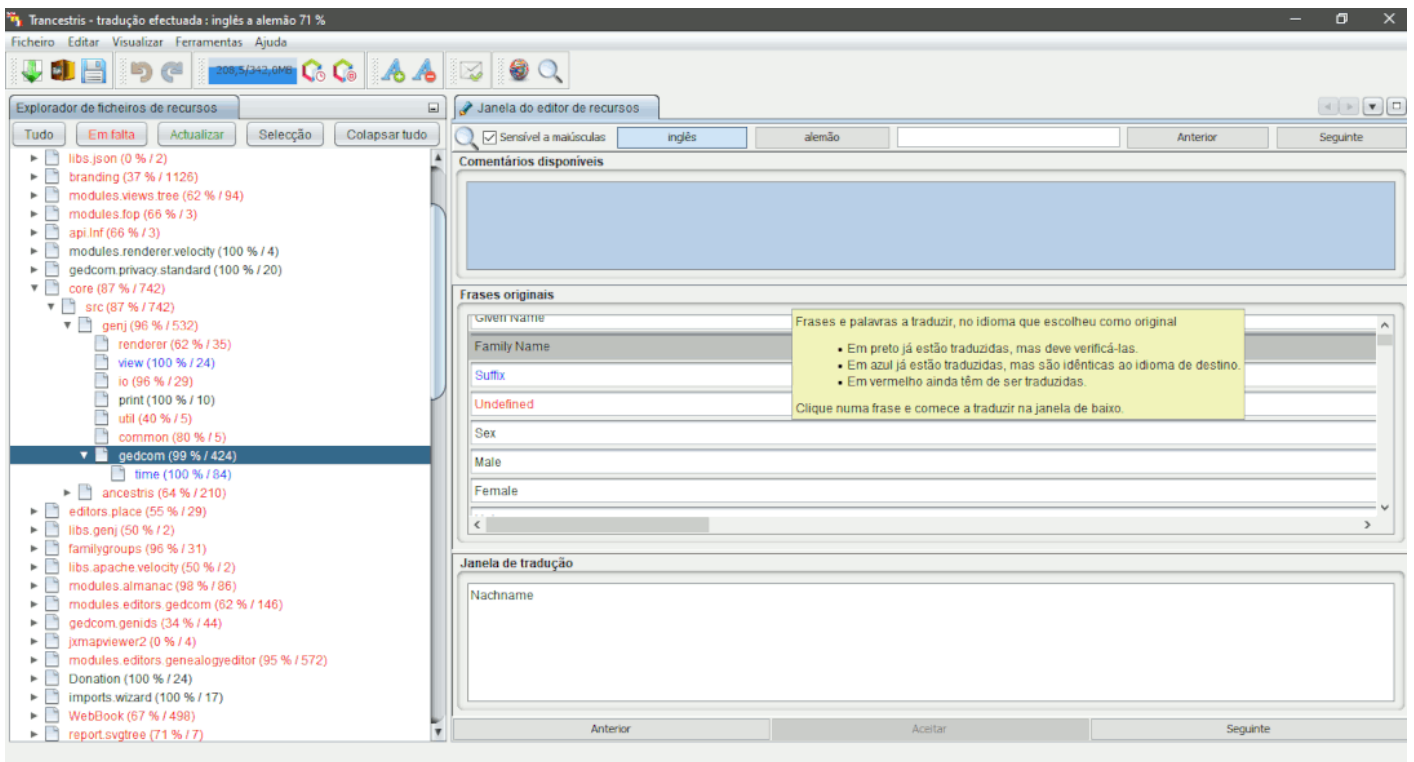 Trancestris - tradução efectuada : inglês a alemão 71 %
Ficheiro Editar Visualizar Ferramentas Ajuda
208,5/342,0MB
Explorador de ficheiros de recursos
Tudo Em falta Actualizar Selecção Colapsar tudo
libs.json (0 % / 2)
branding (37 % / 1126)
modules.views.tree (62 % / 94)
modules.fop (66 % / 3)
api.lnf (66 % / 3)
modules.renderer.velocity (100 % / 4)
gedcom.privacy.standard (100 % / 20)
core (87 % / 742)
src (87 % / 742)
genj (96 % / 532)
renderer (62 % / 35)
view (100 % / 24)
io (96 % / 29)
print (100 % / 10)
util (40 % / 5)
common (80 % / 5)
gedcom (99 % / 424)
time (100 % / 84)
ancestris (64 % / 210)
editors.place (55 % / 29)
libs.genj (50 % / 2)
familygroups (96 % / 31)
libs.apache.velocity (50 % / 2)
modules.almanac (98 % / 86)
modules.editors.gedcom (62 % / 146)
gedcom.genids (34 % / 44)
jxmapviewer2 (0 % / 4)
modules.editors.genealogyeditor (95 % / 572)
Donation (100 % / 24)
imports.wizard (100 % / 17)
WebBook (67 % / 498)
report.svgtree (71 % / 7)
Janela do editor de recursos
Sensível a maiúsculas inglês alemão Anterior Seguinte
Comentários disponíveis
Frases originais
Given Name
Family Name
Suffix
Undefined
Sex
Male
Female
Frases e palavras a traduzir, no idioma que escolheu como original
• Em preto já estão traduzidas, mas deve verificá-las.
• Em azul já estão traduzidas, mas são idênticas ao idioma de destino.
• Em vermelho ainda têm de ser traduzidas.
Clique numa frase e comece a traduzir na janela de baixo.
Janela de tradução
Nachname
Anterior Aceitar Seguinte